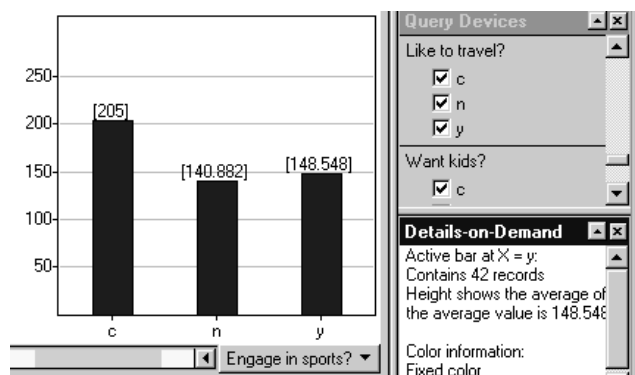 250-
200-
150-
100-
50-
[205]
[140.882]
[148.548]
c n y
Engage in sports?
Query Devices
Like to travel?
c
n
y
Want kids?
c
Details-on-Demand
Active bar at X = y:
Contains 42 records
Height shows the average of
the average value is 148.548
Color information:
Fixed color